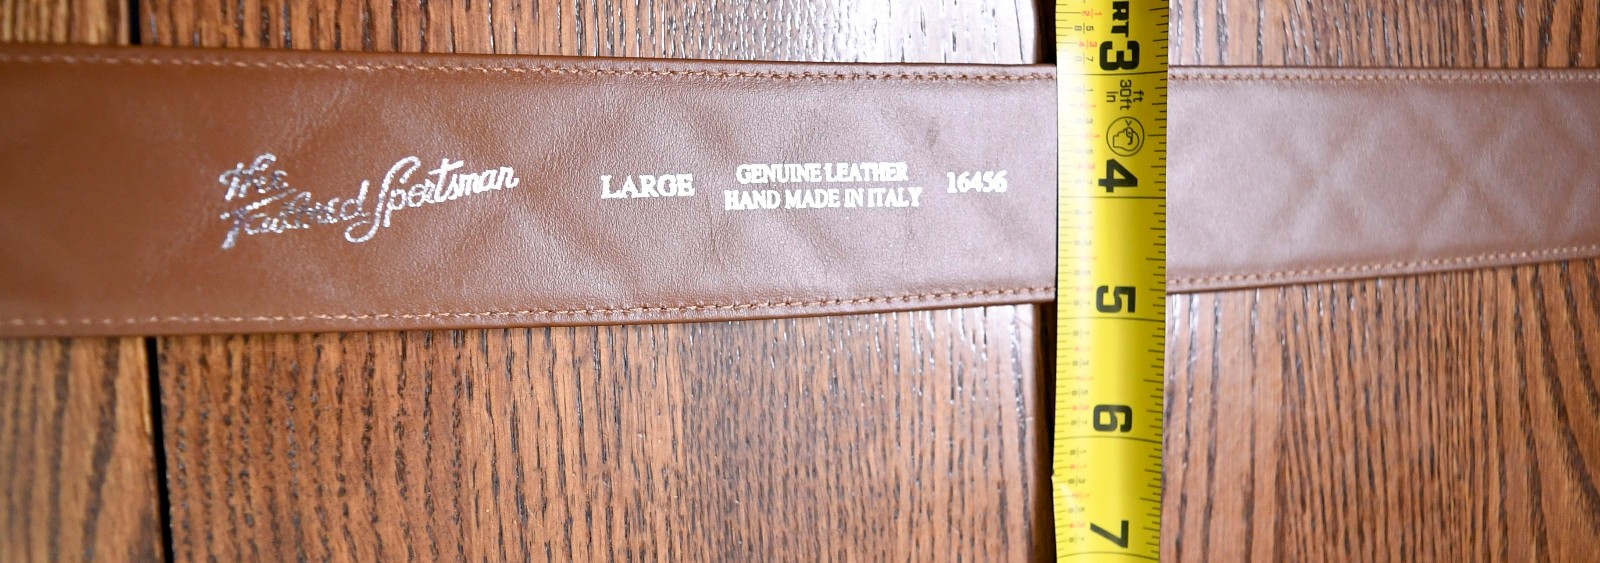 The
Tailored Sportsman
LARGE
GENUINE LEATHER
HAND MADE IN ITALY
16456
3
ft
30ft
in
4
5
6
7